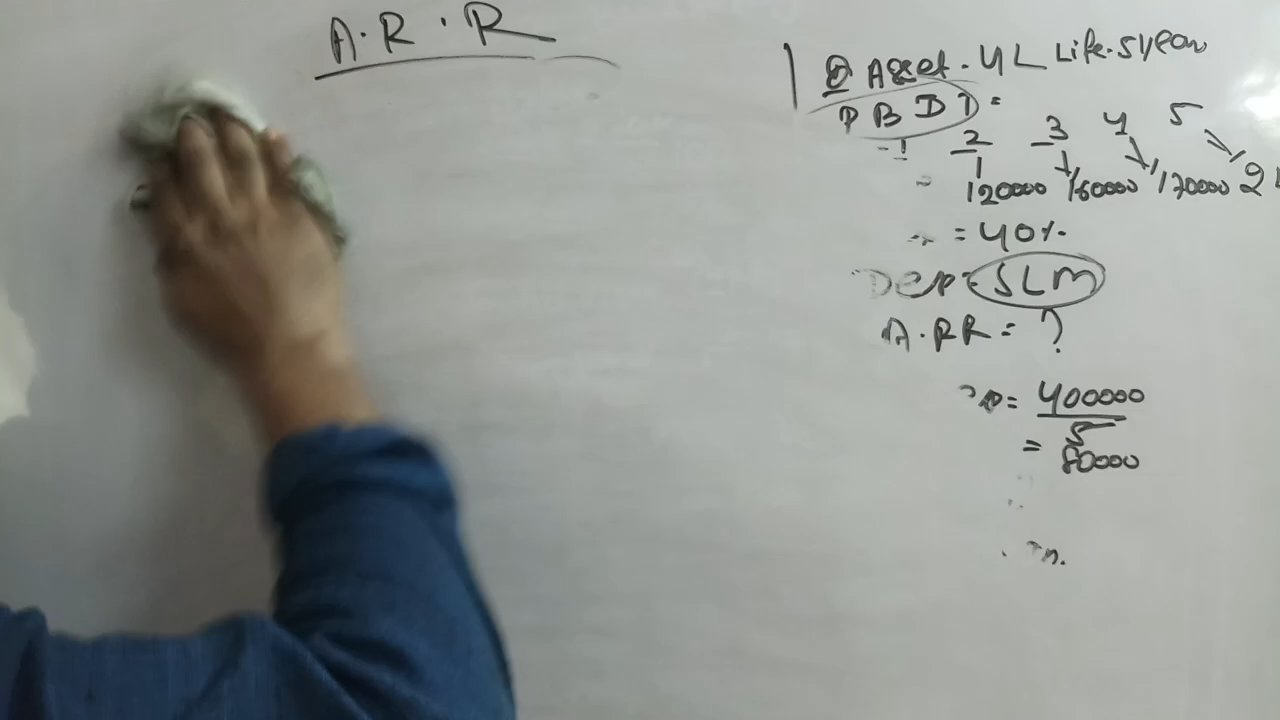 A.R.R
Q Asset. 4L Life. 5 year
PBDT =
1 2 3 4 5
120000 160000 170000 2
= 40%.
Dep. SLM
A.RR = ?
= 400000
5
= 80000